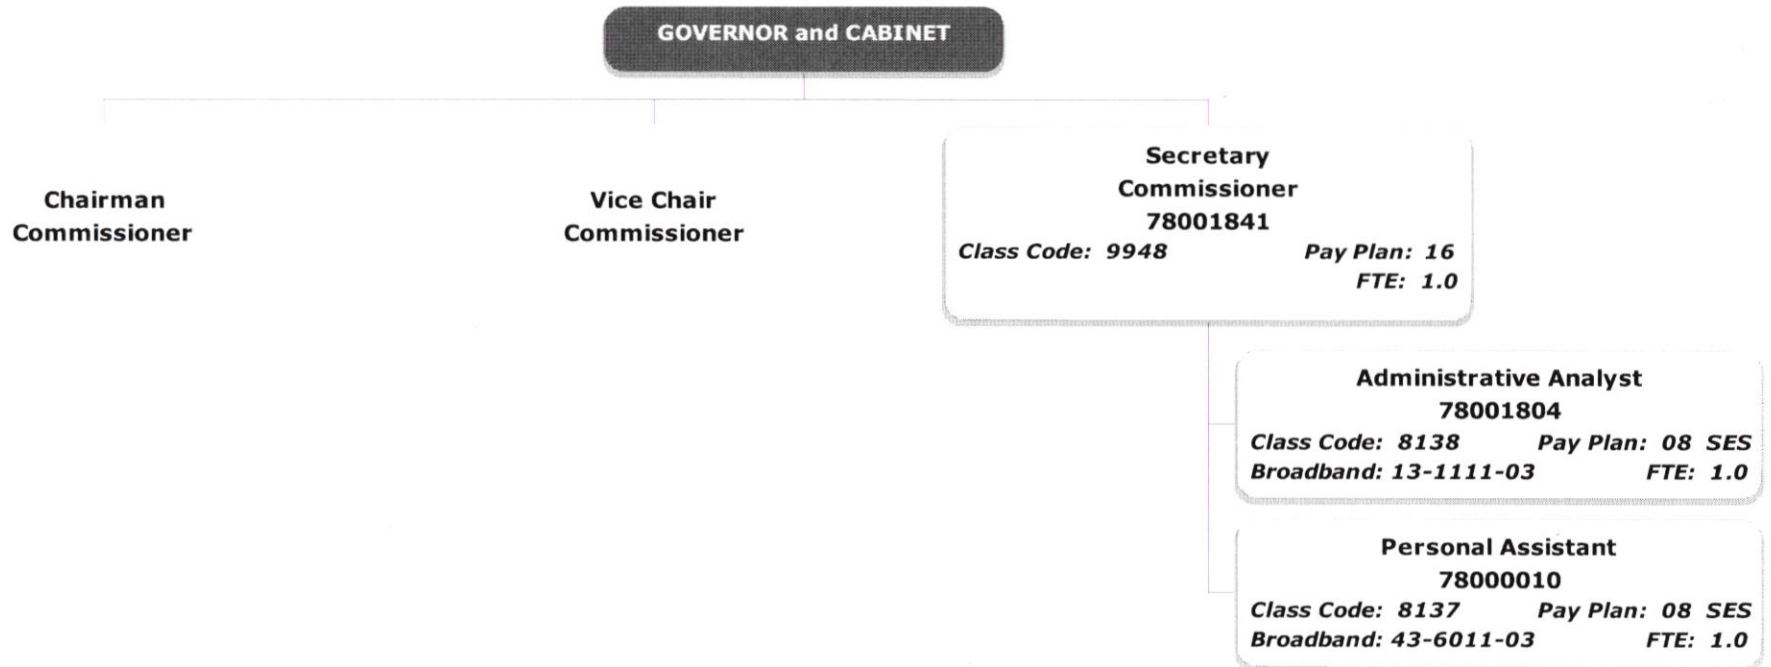 GOVERNOR and CABINET
Chairman
Commissioner
Vice Chair
Commissioner
Secretary
Commissioner
78001841
Class Code: 9948 Pay Plan: 16
FTE: 1.0
Administrative Analyst
78001804
Class Code: 8138 Pay Plan: 08 SES
Broadband: 13-1111-03 FTE: 1.0
Personal Assistant
78000010
Class Code: 8137 Pay Plan: 08 SES
Broadband: 43-6011-03 FTE: 1.0